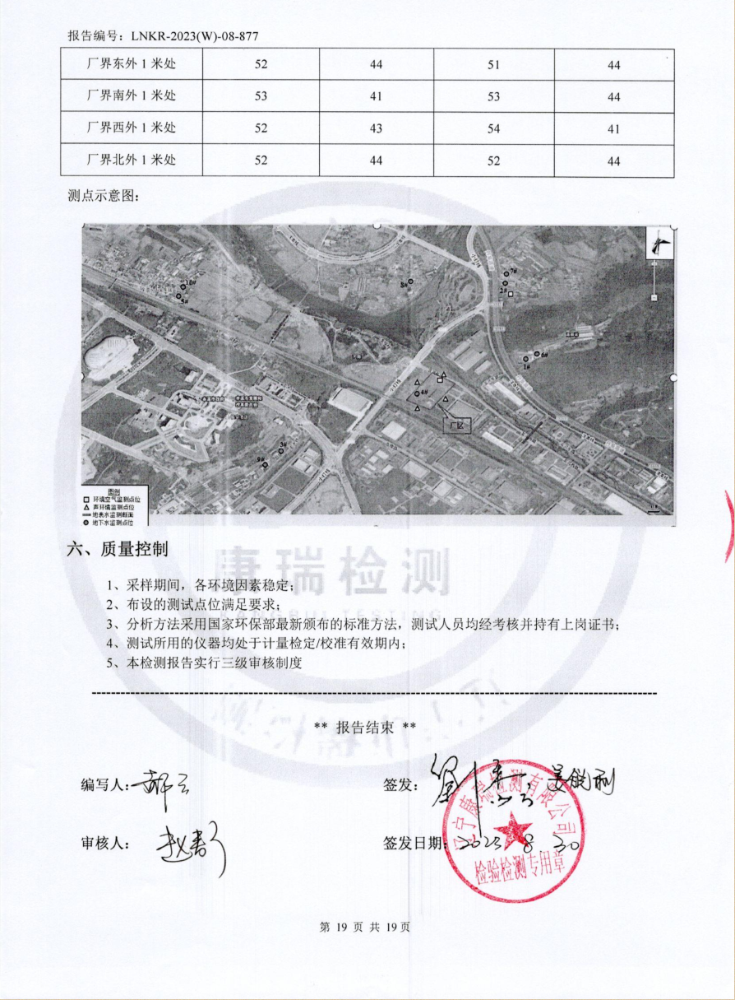 报告编号：LNKR-2023(W)-08-877
厂界东外 1 米处 52 44 51 44
厂界南外 1 米处 53 41 53 44
厂界西外 1 米处 52 43 54 41
厂界北外 1 米处 52 44 52 44
测点示意图：
10#
5#
8#
7#
2#
6#
1#
4#
厂区
3#
9#
图例
环境空气监测点位
声环境监测点位
地表水监测断面
地下水监测点位
六、质量控制
康瑞检测
KANGRUI TESTING
1、采样期间，各环境因素稳定；
2、布设的测试点位满足要求；
3、分析方法采用国家环保部最新颁布的标准方法，测试人员均经考核并持有上岗证书；
4、测试所用的仪器均处于计量检定/校准有效期内；
5、本检测报告实行三级审核制度
** 报告结束 **
编写人：
签发：
审核人：
签发日期：2023 8 30
辽宁康瑞检测有限公司
检验检测专用章
第 19 页 共 19 页